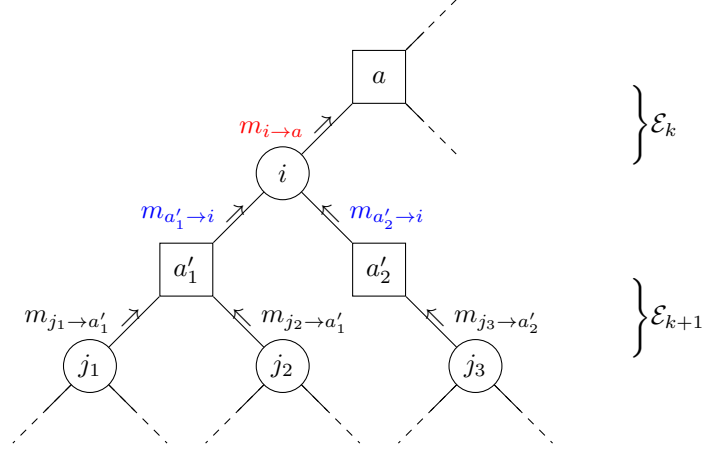 a
m_{i→a}
ℰ_k
i
m_{a'_1→i}
m_{a'_2→i}
a'_1
a'_2
m_{j_1→a'_1}
m_{j_2→a'_1}
m_{j_3→a'_2}
ℰ_{k+1}
j_1
j_2
j_3